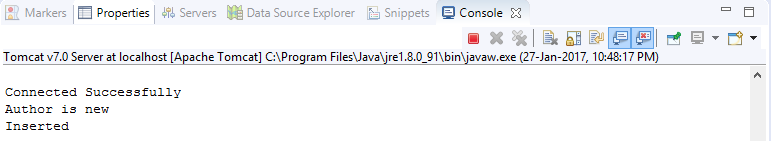 Markers Properties Servers Data Source Explorer Snippets Console
Tomcat v7.0 Server at localhost [Apache Tomcat] C:\Program Files\Java\jre1.8.0_91\bin\javaw.exe (27-Jan-2017, 10:48:17 PM)
Connected Successfully
Author is new
Inserted